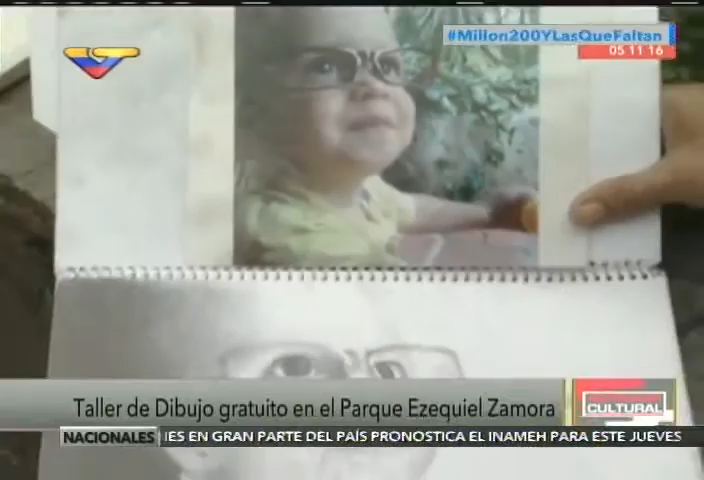 #Millon200YLasQueFaltan
05 11 16
Taller de Dibujo gratuito en el Parque Ezequiel Zamora
CULTURAL
NACIONALES
IES EN GRAN PARTE DEL PAÍS PRONOSTICA EL INAMEH PARA ESTE JUEVES